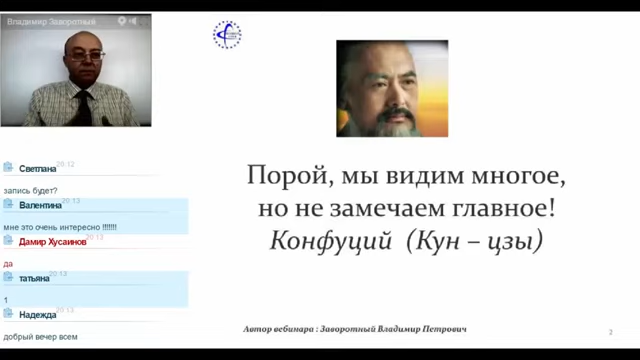 Владимир Заворотный
Светлана 20:12
запись будет?
Валентина 20:13
мне это очень интересно !!!!!!!
Дамир Хусаинов 20:13
да
татьяна 20:13
1
Надежда 20:13
добрый вечер всем
Порой, мы видим многое,
но не замечаем главное!
Конфуций (Кун – цзы)
Автор вебинара : Заворотный Владимир Петрович
2